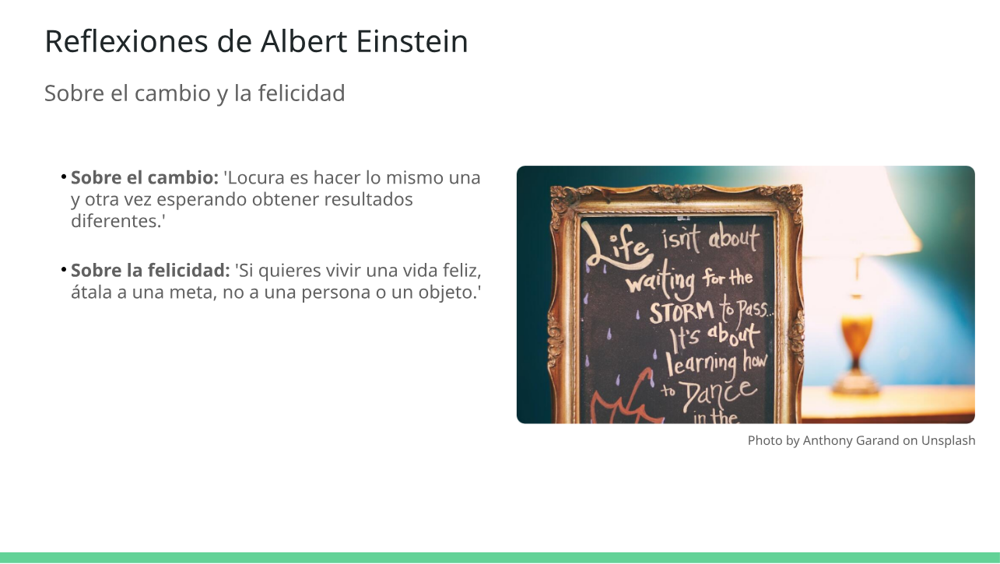 Reflexiones de Albert Einstein
Sobre el cambio y la felicidad
• Sobre el cambio: 'Locura es hacer lo mismo una
y otra vez esperando obtener resultados
diferentes.'
• Sobre la felicidad: 'Si quieres vivir una vida feliz,
átala a una meta, no a una persona o un objeto.'
Life isn't about
waiting for the
STORM to Pass...
It's about
learning how
to Dance
in the
Photo by Anthony Garand on Unsplash